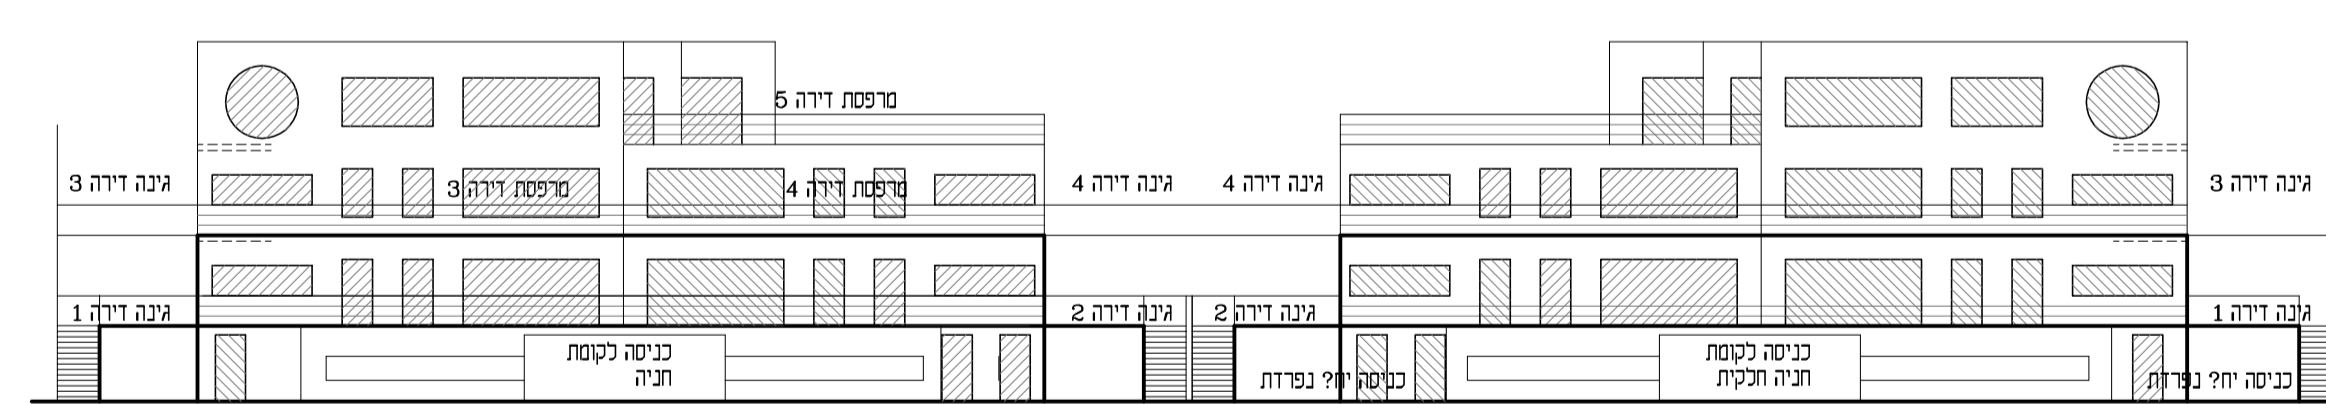 מרפסת דירה 5
גינה דירה 3
מרפסת דירה 3
מרפסת דירה 4
גינה דירה 4
גינה דירה 4
גינה דירה 3
גינה דירה 1
גינה דירה 2
גינה דירה 2
גינה דירה 1
כניסה לקומת
חניה
כניסה יח? נפרדת
כניסה לקומת
חניה חלקית
כניסה יח? נפרדת